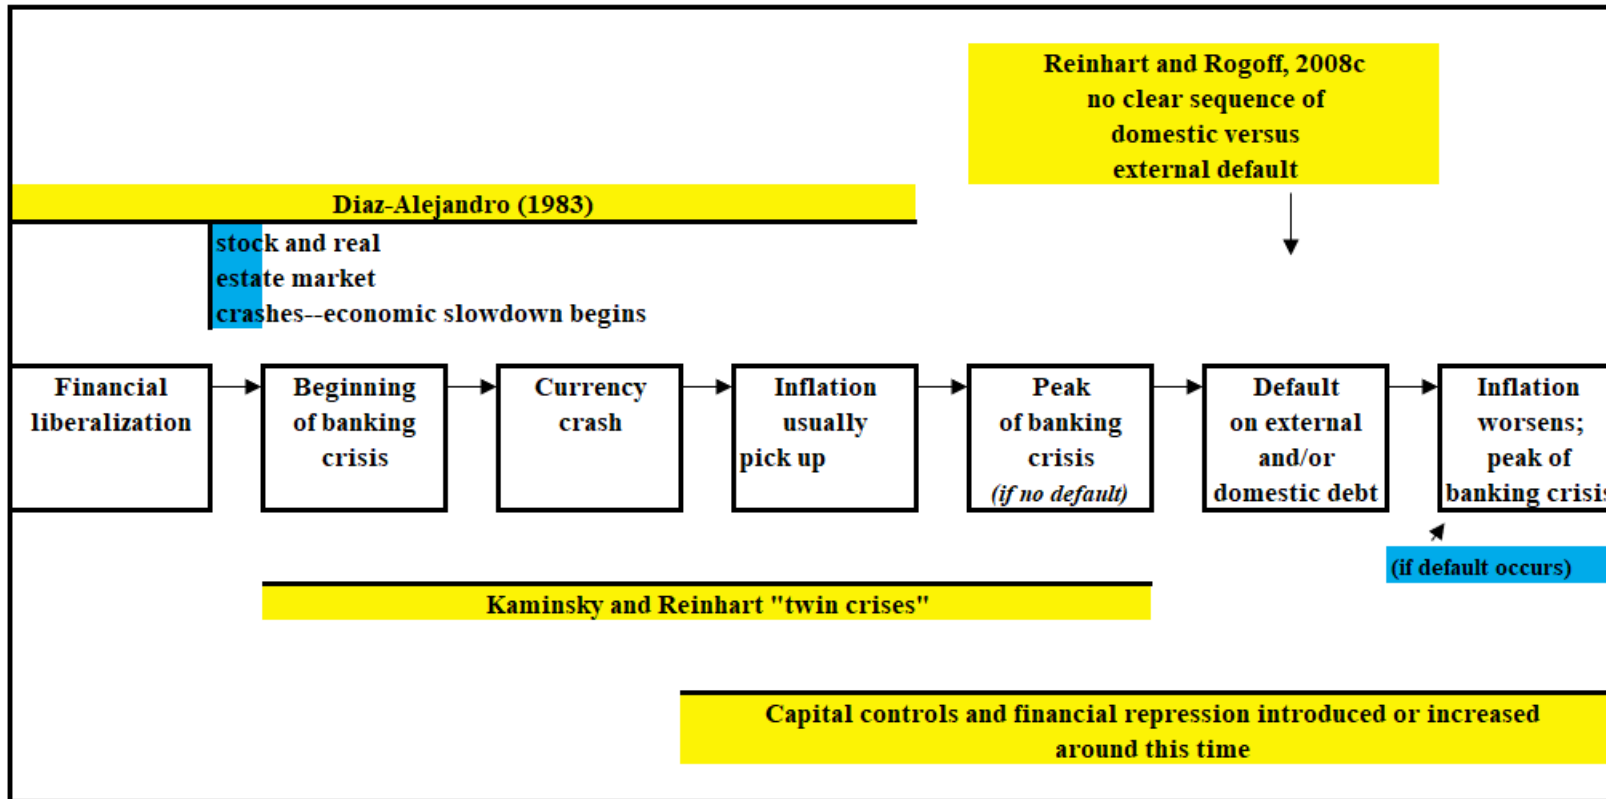 Reinhart and Rogoff, 2008c
no clear sequence of
domestic versus
external default
Diaz-Alejandro (1983)
stock and real
estate market
crashes--economic slowdown begins
Financial
liberalization
Beginning
of banking
crisis
Currency
crash
Inflation
usually
pick up
Peak
of banking
crisis
(if no default)
Default
on external
and/or
domestic debt
Inflation
worsens;
peak of
banking crisis
(if default occurs)
Kaminsky and Reinhart "twin crises"
Capital controls and financial repression introduced or increased
around this time